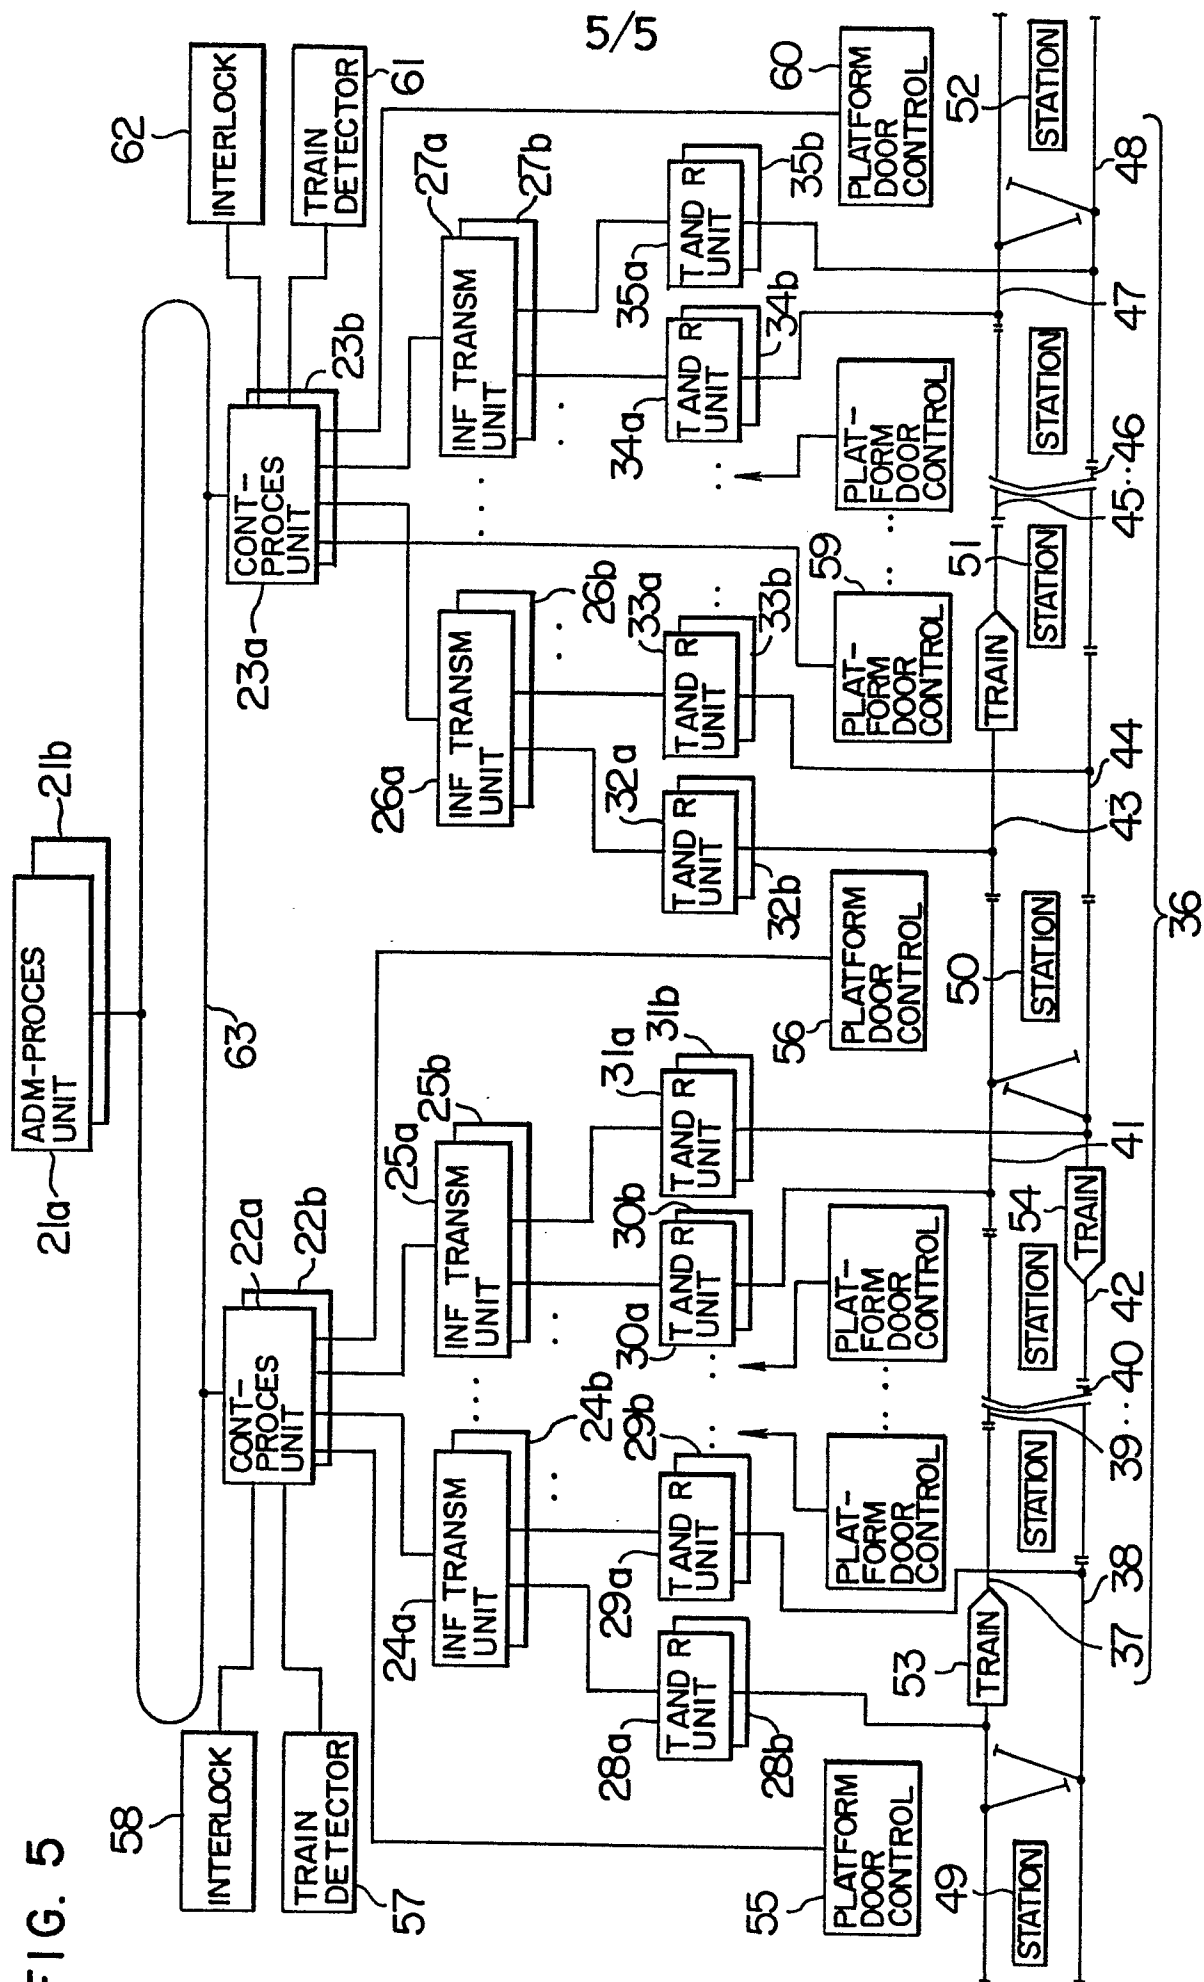 FIG. 5
5/5
21a
ADM-PROCES
UNIT
21b
63
58
INTERLOCK
57
TRAIN
DETECTOR
22a
22b
CONT-
PROCES
UNIT
23a
CONT-
PROCES
UNIT
23b
62
INTERLOCK
TRAIN
DETECTOR
61
24a
INF TRANSM
UNIT
24b
...
25a
INF TRANSM
UNIT
25b
26a
INF TRANSM
UNIT
26b
...
27a
INF TRANSM
UNIT
27b
28a
T AND R
UNIT
28b
29a
T AND R
UNIT
29b
30a
T AND R
UNIT
30b
31a
T AND R
UNIT
31b
32a
T AND R
UNIT
32b
33a
T AND R
UNIT
33b
34a
T AND R
UNIT
34b
35a
T AND R
UNIT
35b
55
PLATFORM
DOOR
CONTROL
PLAT-
FORM
DOOR
CONTROL
...
PLAT-
FORM
DOOR
CONTROL
56
PLATFORM
DOOR
CONTROL
59
PLAT-
FORM
DOOR
CONTROL
...
PLAT-
FORM
DOOR
CONTROL
60
PLATFORM
DOOR
CONTROL
49
STATION
53
TRAIN
STATION
STATION
54
TRAIN
50
STATION
TRAIN
51
STATION
STATION
52
STATION
37
38
39...40
42
41
43
44
45...46
47
48
36